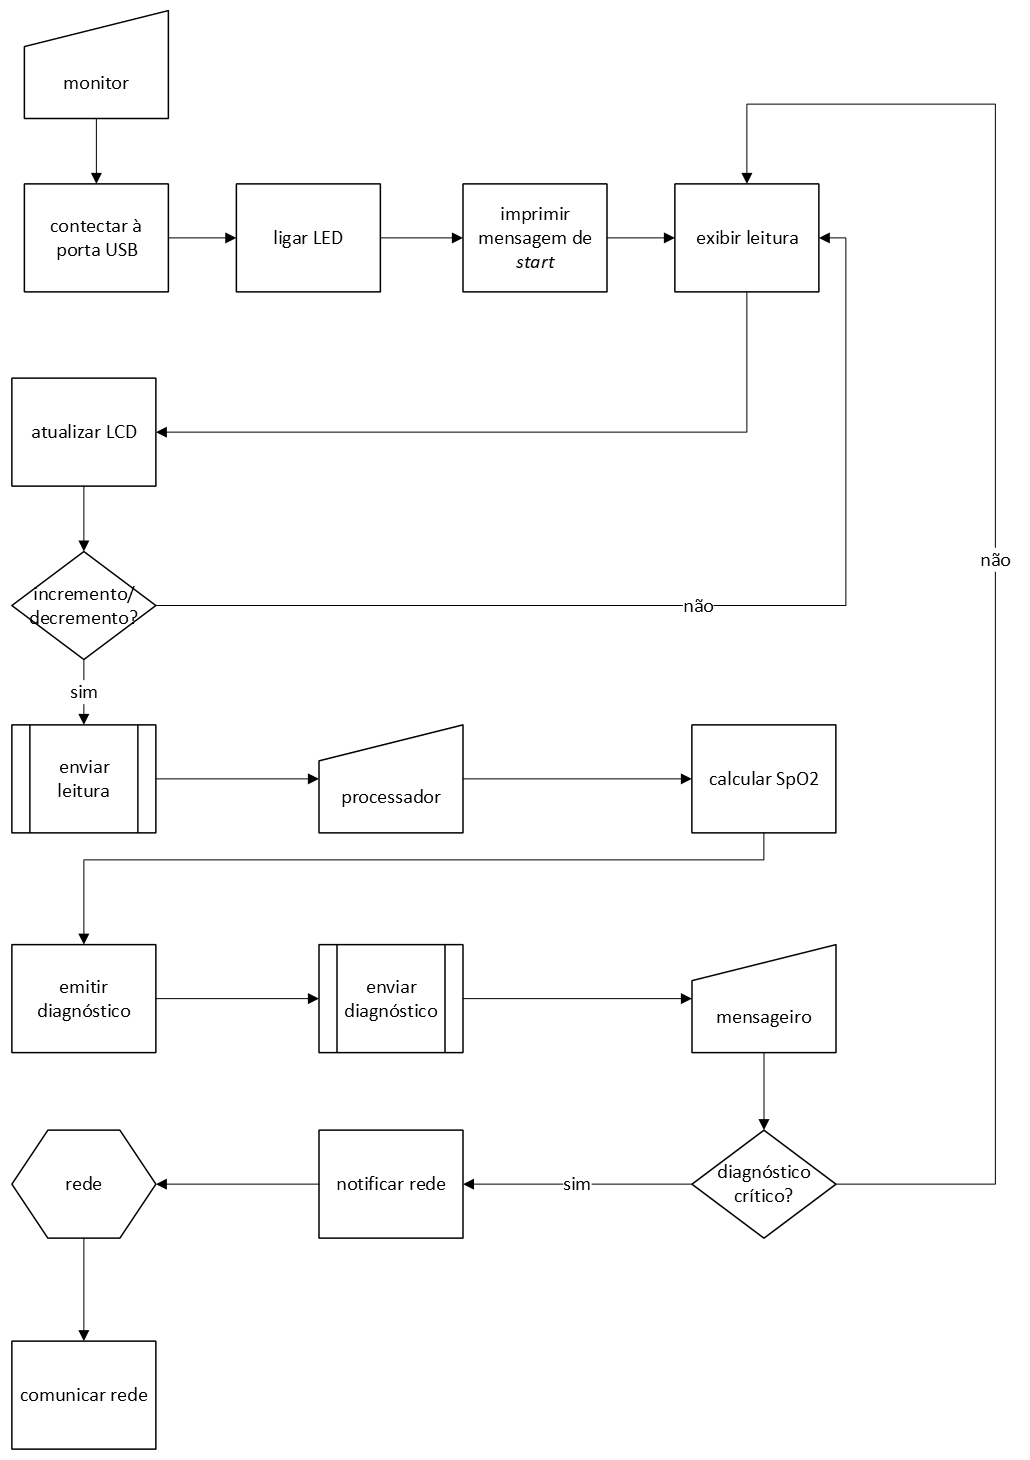 monitor
contectar à
porta USB
ligar LED
imprimir
mensagem de
start
exibir leitura
atualizar LCD
incremento/
decremento?
não
não
sim
enviar
leitura
processador
calcular SpO2
emitir
diagnóstico
enviar
diagnóstico
mensageiro
rede
notificar rede
sim
diagnóstico
crítico?
comunicar rede